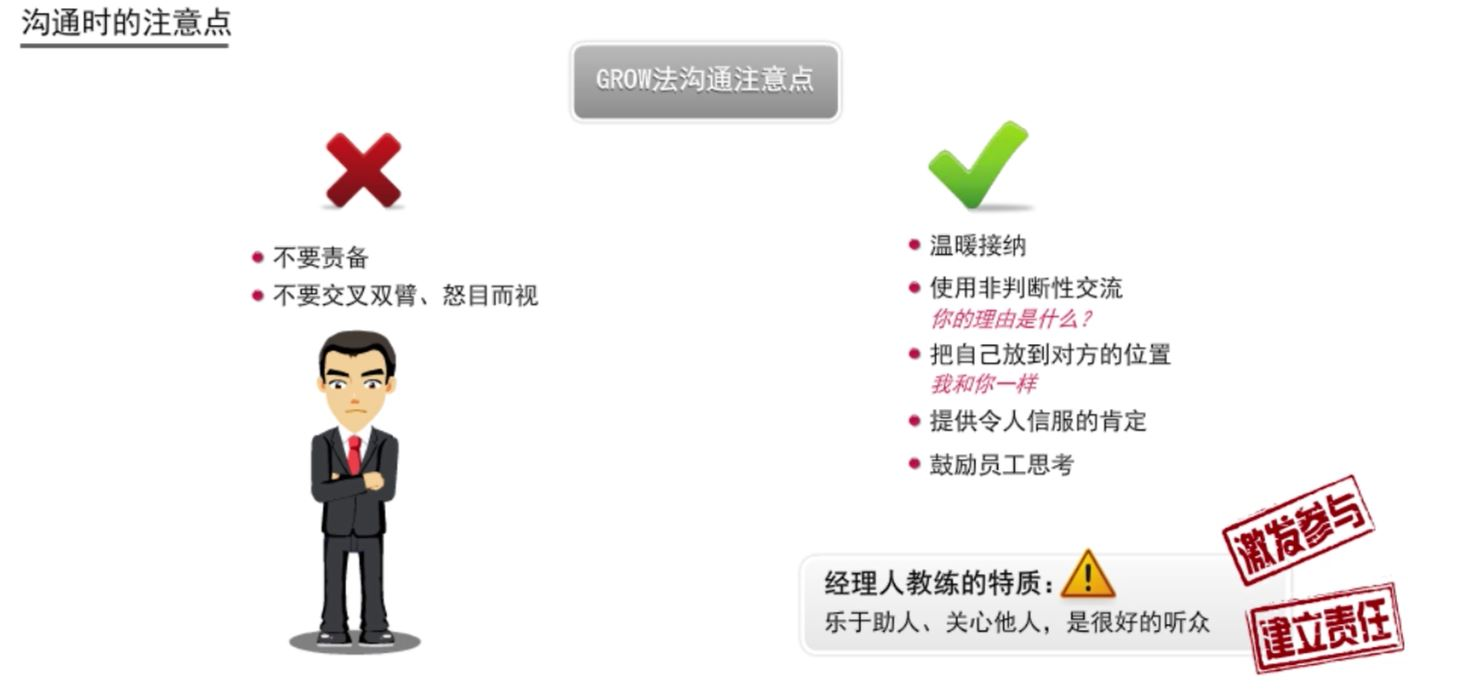 沟通时的注意点
GROW法沟通注意点
不要责备
不要交叉双臂、怒目而视
温暖接纳
使用非判断性交流
你的理由是什么？
把自己放到对方的位置
我和你一样
提供令人信服的肯定
鼓励员工思考
经理人教练的特质：
乐于助人、关心他人，是很好的听众
激发参与
建立责任